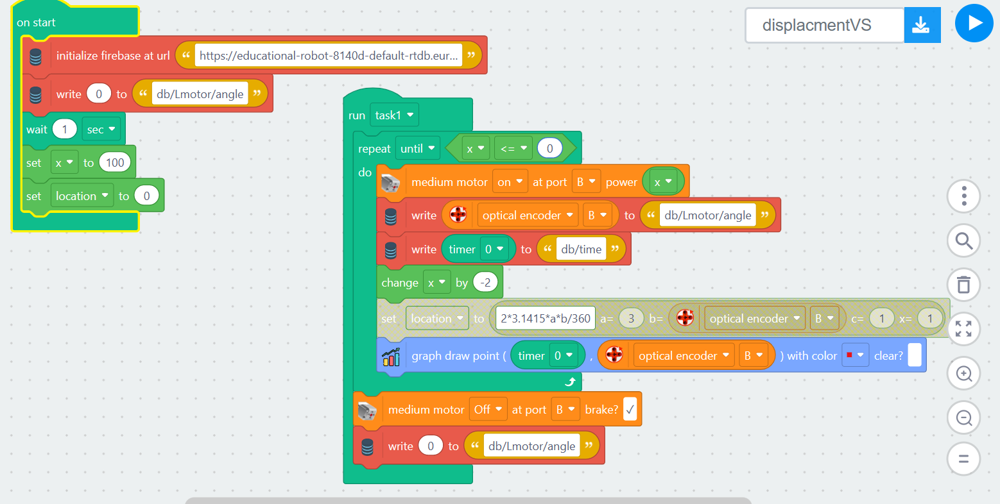 on start
initialize firebase at url “ https://educational-robot-8140d-default-rtdb.eur... ”
write 0 to “ db/Lmotor/angle ”
wait 1 sec
set x to 100
set location to 0
displacmentVS
run task1
repeat until x <= 0
do
medium motor on at port B power x
write optical encoder B to “ db/Lmotor/angle ”
write timer 0 to “ db/time ”
change x by -2
set location to 2*3.1415*a*b/360 a= 3 b= optical encoder B c= 1 x= 1
graph draw point ( timer 0 , optical encoder B ) with color clear?
medium motor Off at port B brake? ✓
write 0 to “ db/Lmotor/angle ”